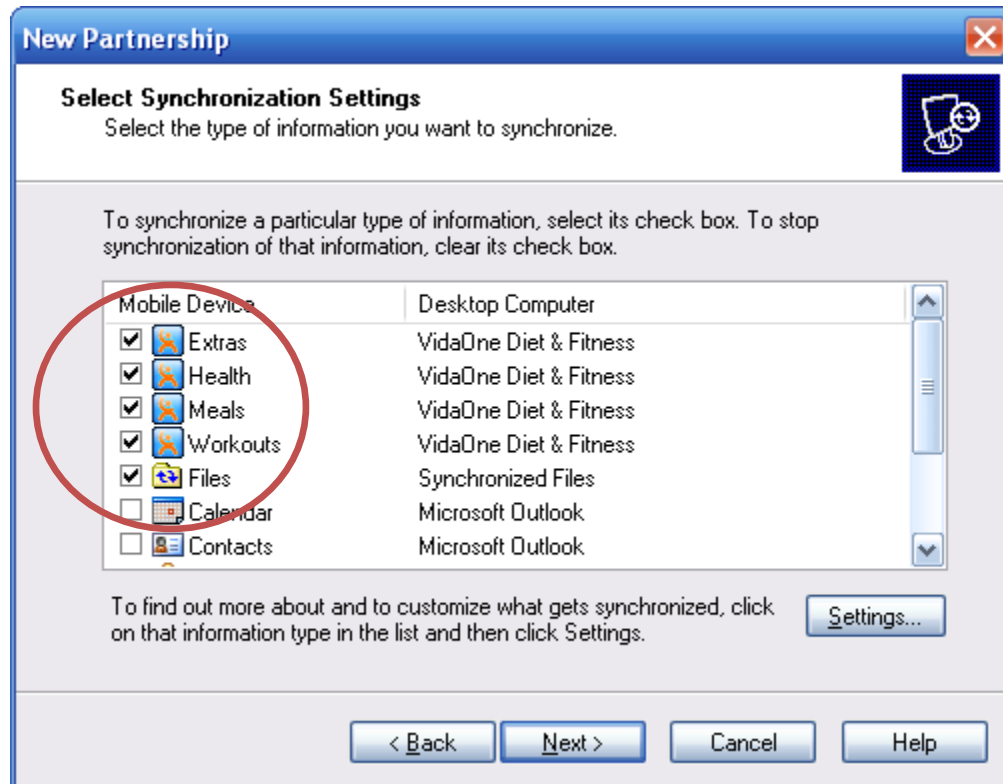 New Partnership
Select Synchronization Settings
Select the type of information you want to synchronize.
To synchronize a particular type of information, select its check box. To stop
synchronization of that information, clear its check box.
Mobile Device Desktop Computer
Extras VidaOne Diet & Fitness
Health VidaOne Diet & Fitness
Meals VidaOne Diet & Fitness
Workouts VidaOne Diet & Fitness
Files Synchronized Files
Calendar Microsoft Outlook
Contacts Microsoft Outlook
To find out more about and to customize what gets synchronized, click
on that information type in the list and then click Settings.
Settings...
< Back Next > Cancel Help